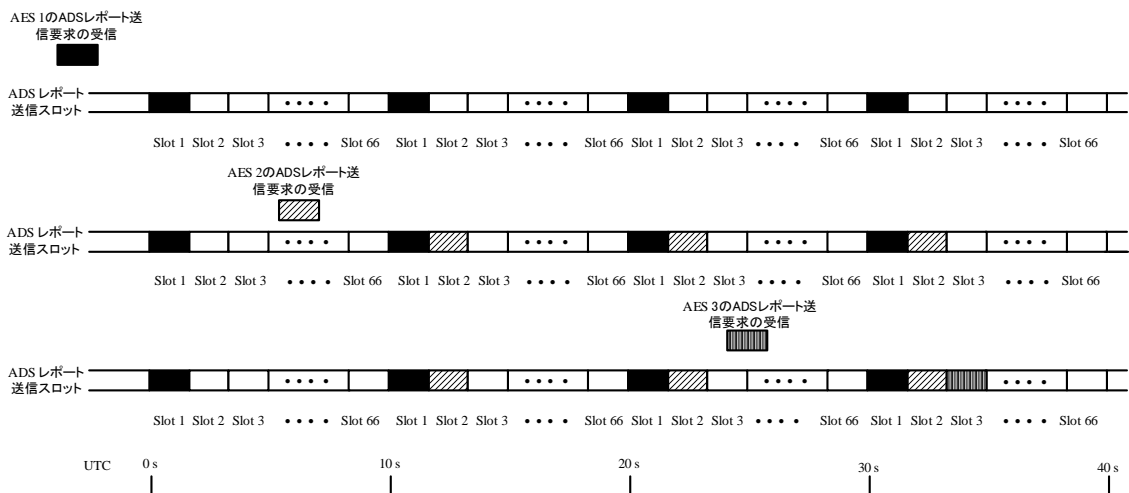 AES 1のADSレポート送
信要求の受信
ADS レポート
送信スロット
• • • • • • • • • • • • • • • •
Slot 1 Slot 2 Slot 3 • • • • Slot 66 Slot 1 Slot 2 Slot 3 • • • • Slot 66 Slot 1 Slot 2 Slot 3 • • • • Slot 66 Slot 1 Slot 2 Slot 3 • • • • Slot 66
AES 2のADSレポート送
信要求の受信
ADS レポート
送信スロット
• • • • • • • • • • • • • • • •
Slot 1 Slot 2 Slot 3 • • • • Slot 66 Slot 1 Slot 2 Slot 3 • • • • Slot 66 Slot 1 Slot 2 Slot 3 • • • • Slot 66 Slot 1 Slot 2 Slot 3 • • • • Slot 66
AES 3のADSレポート送
信要求の受信
ADS レポート
送信スロット
• • • • • • • • • • • • • • • •
Slot 1 Slot 2 Slot 3 • • • • Slot 66 Slot 1 Slot 2 Slot 3 • • • • Slot 66 Slot 1 Slot 2 Slot 3 • • • • Slot 66 Slot 1 Slot 2 Slot 3 • • • • Slot 66
UTC 0 s 10 s 20 s 30 s 40 s